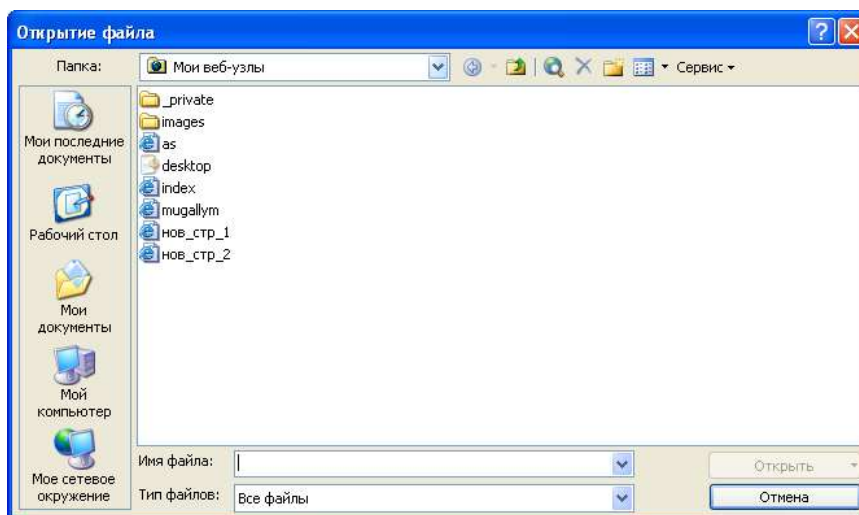 Открытие файла
Папка: Мои веб-узлы Сервис
_private
images
as
desktop
index
mugallym
нов_стр_1
нов_стр_2
Мои последние
документы
Рабочий стол
Мои
документы
Мой
компьютер
Мое сетевое
окружение
Имя файла: Открыть
Тип файлов: Все файлы Отмена